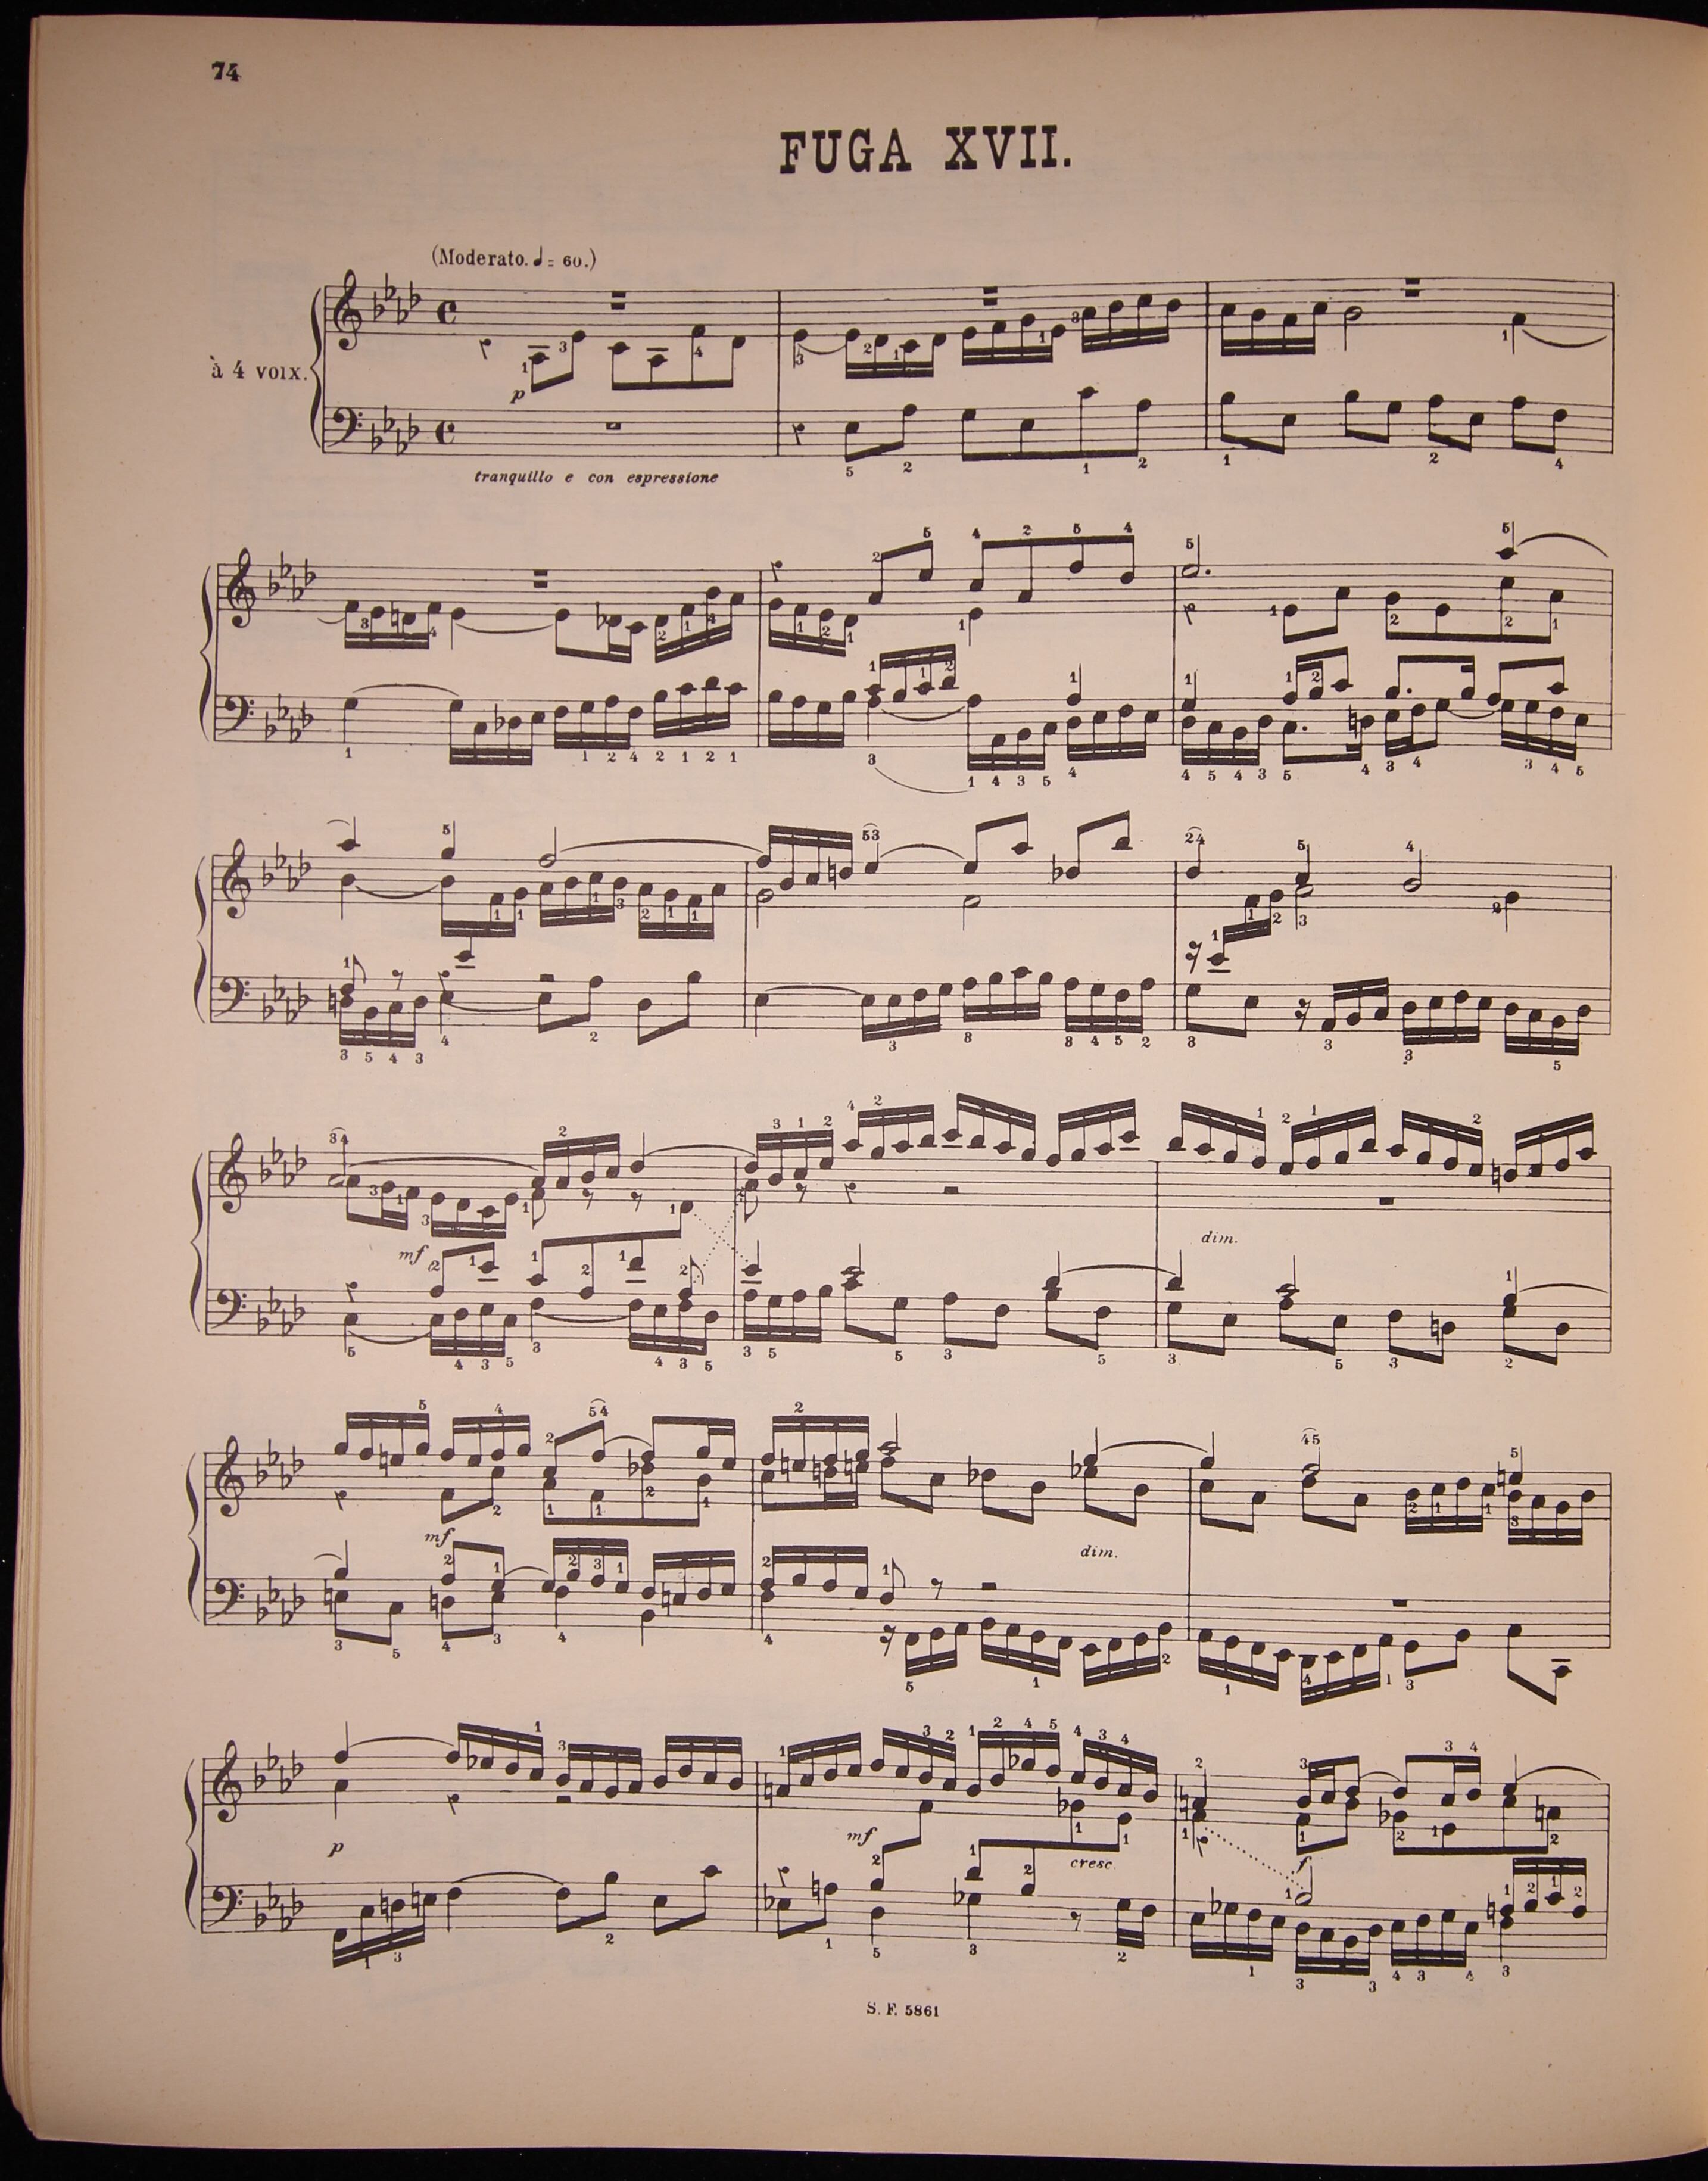 74
FUGA XVII.
(Moderato. ♩= 60.)
à 4 voix.
p
tranquillo e con espressione
mf
dim.
mf
dim.
p
mf
cresc.
f
S. F. 5861